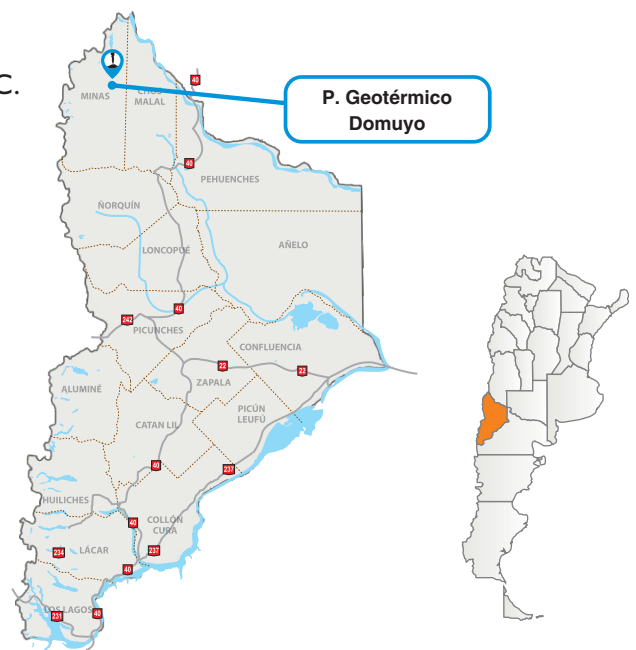 C.
P. Geotérmico
Domuyo
40
MINAS
CHOS
MALAL
40
PEHUENCHES
ÑORQUÍN
LONCOPUÉ
AÑELO
40
242
PICUNCHES
CONFLUENCIA
22
22
ALUMINÉ
ZAPALA
PICÚN
LEUFÚ
CATAN LIL
40
237
HUILICHES
40
COLLÓN
CURA
234
LÁCAR
237
40
LOS LAGOS
231
40